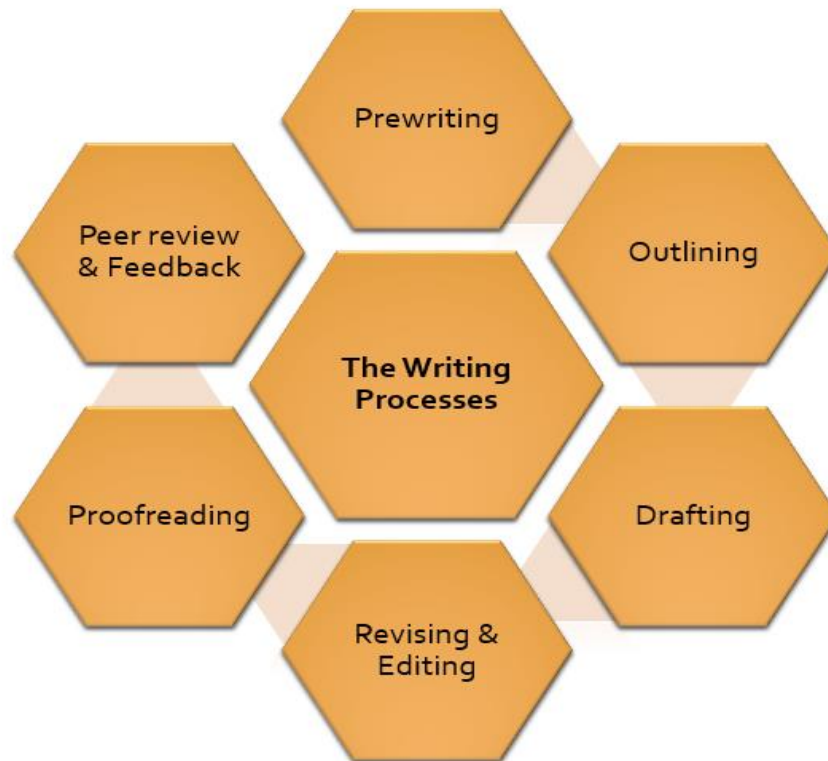 Prewriting
Outlining
Drafting
Revising &
Editing
Proofreading
Peer review
& Feedback
The Writing
Processes